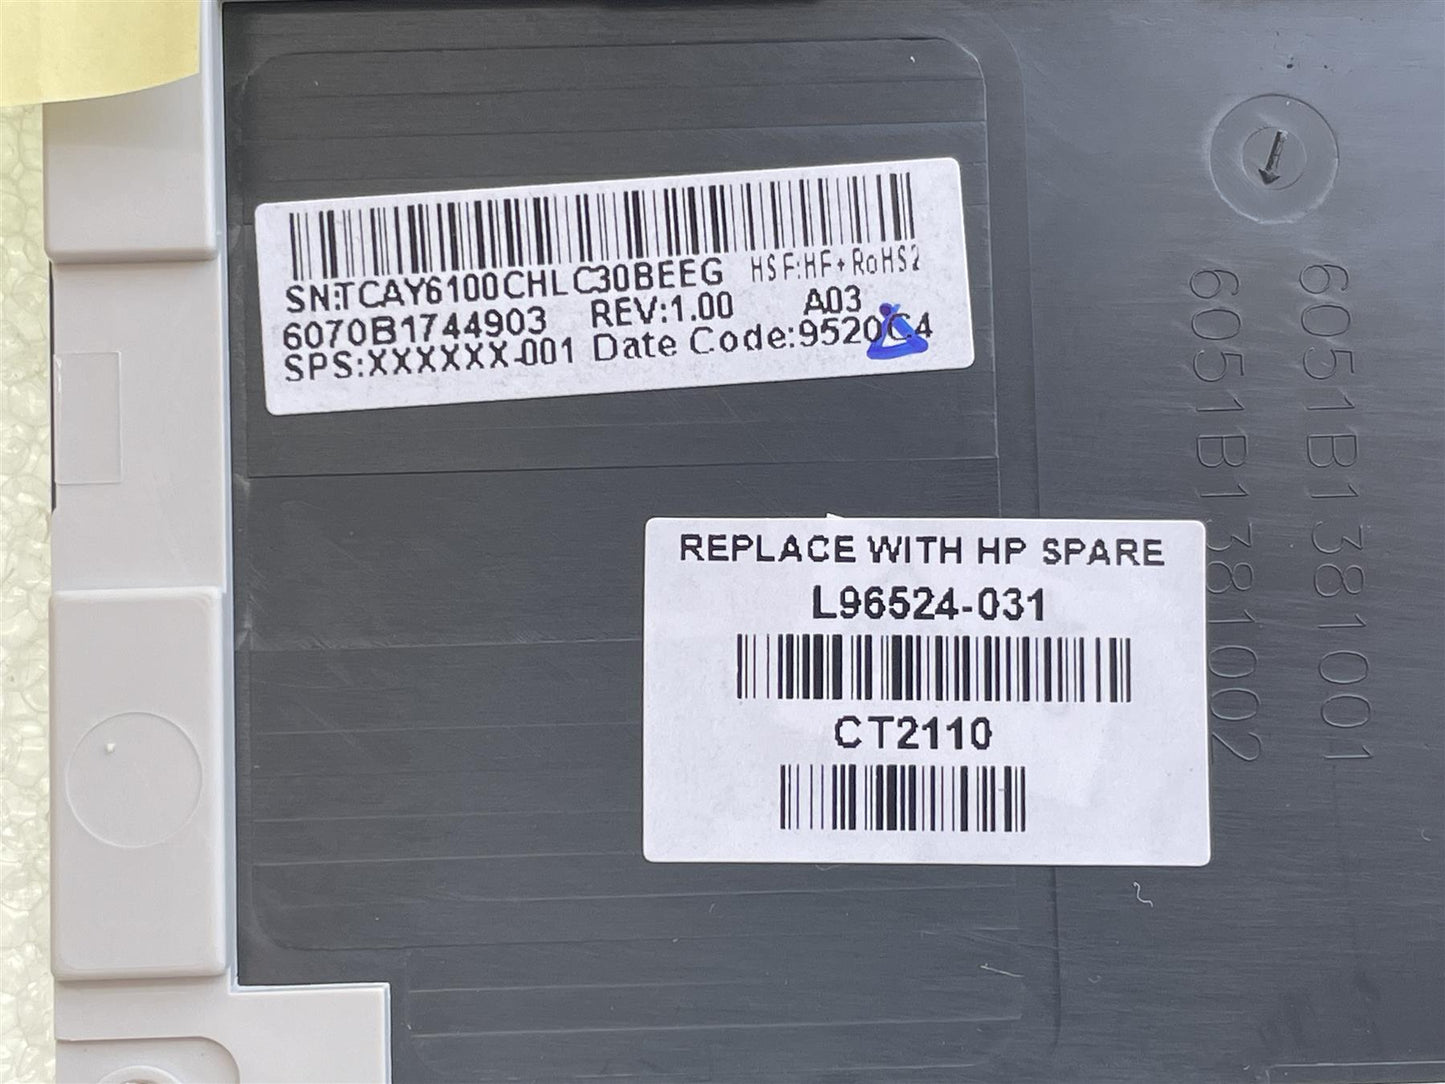 SN:TCAY6100CHLC30BEEG HSF:HF+RoHS2
6070B1744903 REV:1.00 A03
SPS:XXXXXX-001 Date Code:9520C4
REPLACE WITH HP SPARE
L96524-031
CT2110
6051B1381001
6051B1381002